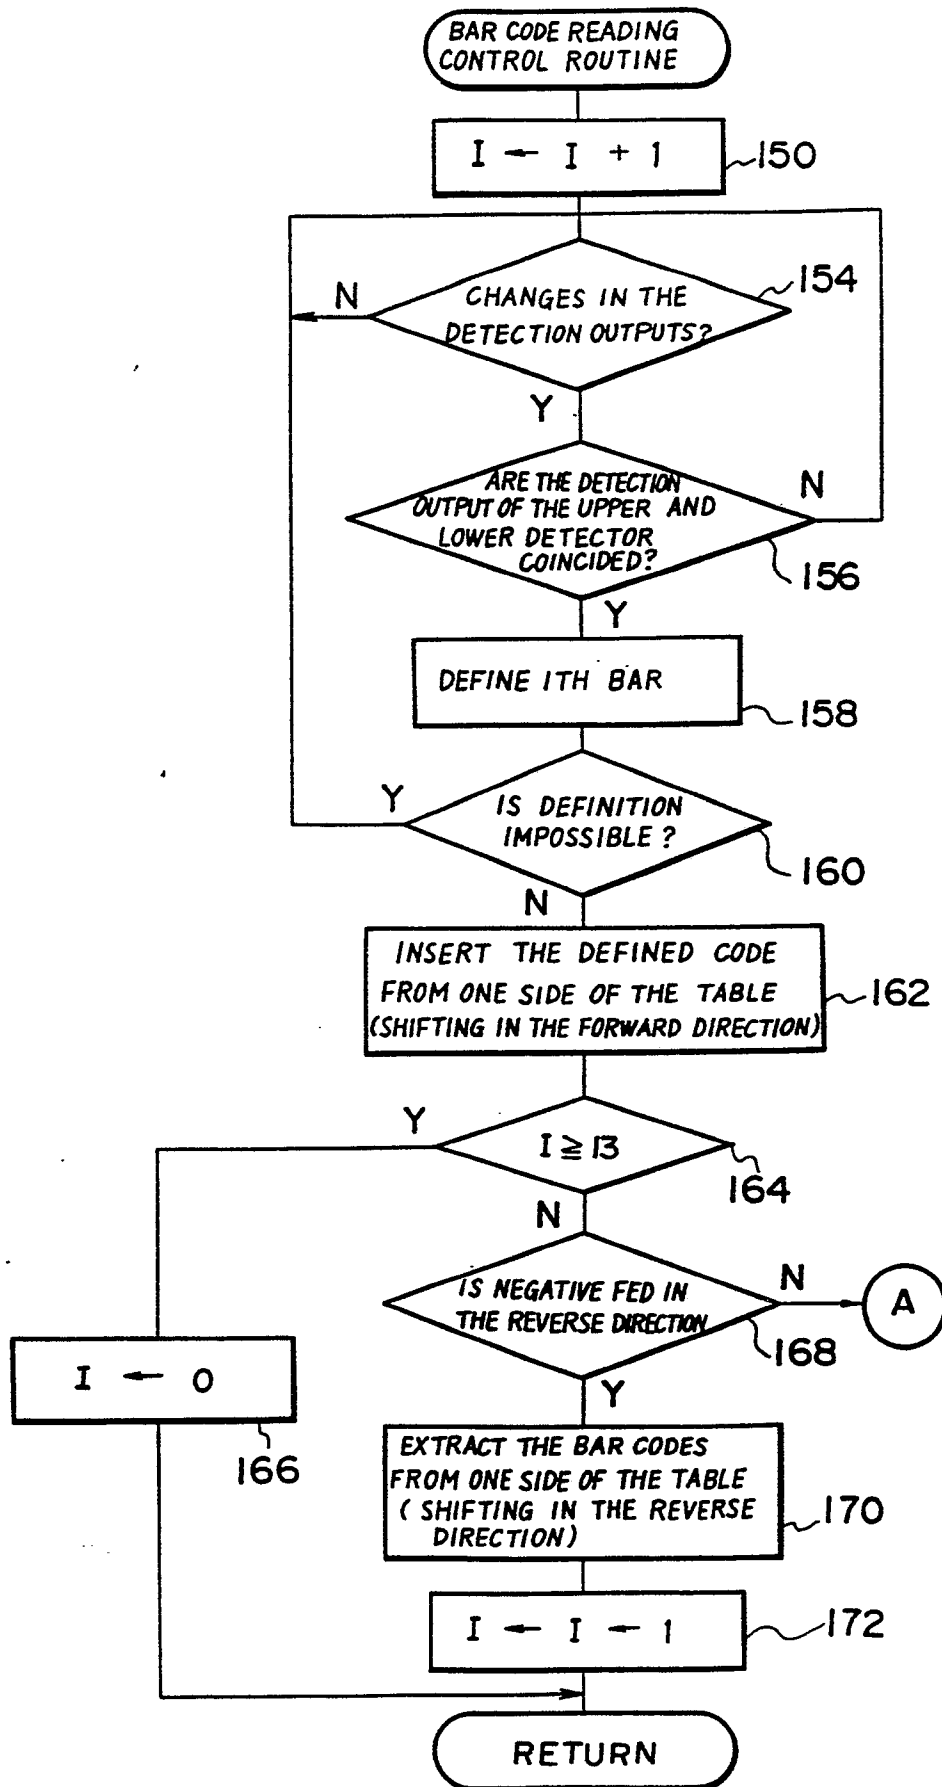 BAR CODE READING
CONTROL ROUTINE
I ← I + 1
150
CHANGES IN THE
DETECTION OUTPUTS?
154
N
Y
ARE THE DETECTION
OUTPUT OF THE UPPER AND
LOWER DETECTOR
COINCIDED?
N
156
Y
DEFINE ITH BAR
158
IS DEFINITION
IMPOSSIBLE ?
Y
160
N
INSERT THE DEFINED CODE
FROM ONE SIDE OF THE TABLE
(SHIFTING IN THE FORWARD DIRECTION)
162
Y
I ≧ 13
164
N
IS NEGATIVE FED IN
THE REVERSE DIRECTION
N
A
168
I ← 0
166
Y
EXTRACT THE BAR CODES
FROM ONE SIDE OF THE TABLE
( SHIFTING IN THE REVERSE
DIRECTION)
170
I ← I ← 1
172
RETURN